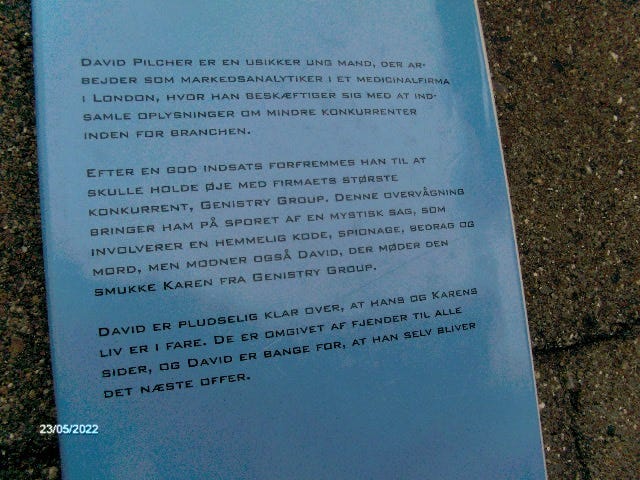 DAVID PILCHER ER EN USIKKER UNG MAND, DER AR-
BEJDER SOM MARKEDSANALYTIKER I ET MEDICINALFIRMA
I LONDON, HVOR HAN BESKÆFTIGER SIG MED AT IND-
SAMLE OPLYSNINGER OM MINDRE KONKURRENTER
INDEN FOR BRANCHEN.
EFTER EN GOD INDSATS FORFREMMES HAN TIL AT
SKULLE HOLDE ØJE MED FIRMAETS STØRSTE
KONKURRENT, GENISTRY GROUP. DENNE OVERVÅGNING
BRINGER HAM PÅ SPORET AF EN MYSTISK SAG, SOM
INVOLVERER EN HEMMELIG KODE, SPIONAGE, BEDRAG OG
MORD, MEN MODNER OGSÅ DAVID, DER MØDER DEN
SMUKKE KAREN FRA GENISTRY GROUP.
DAVID ER PLUDSELIG KLAR OVER, AT HANS OG KARENS
LIV ER I FARE. DE ER OMGIVET AF FJENDER TIL ALLE
SIDER, OG DAVID ER BANGE FOR, AT HAN SELV BLIVER
DET NÆSTE OFFER.
23/05/2022